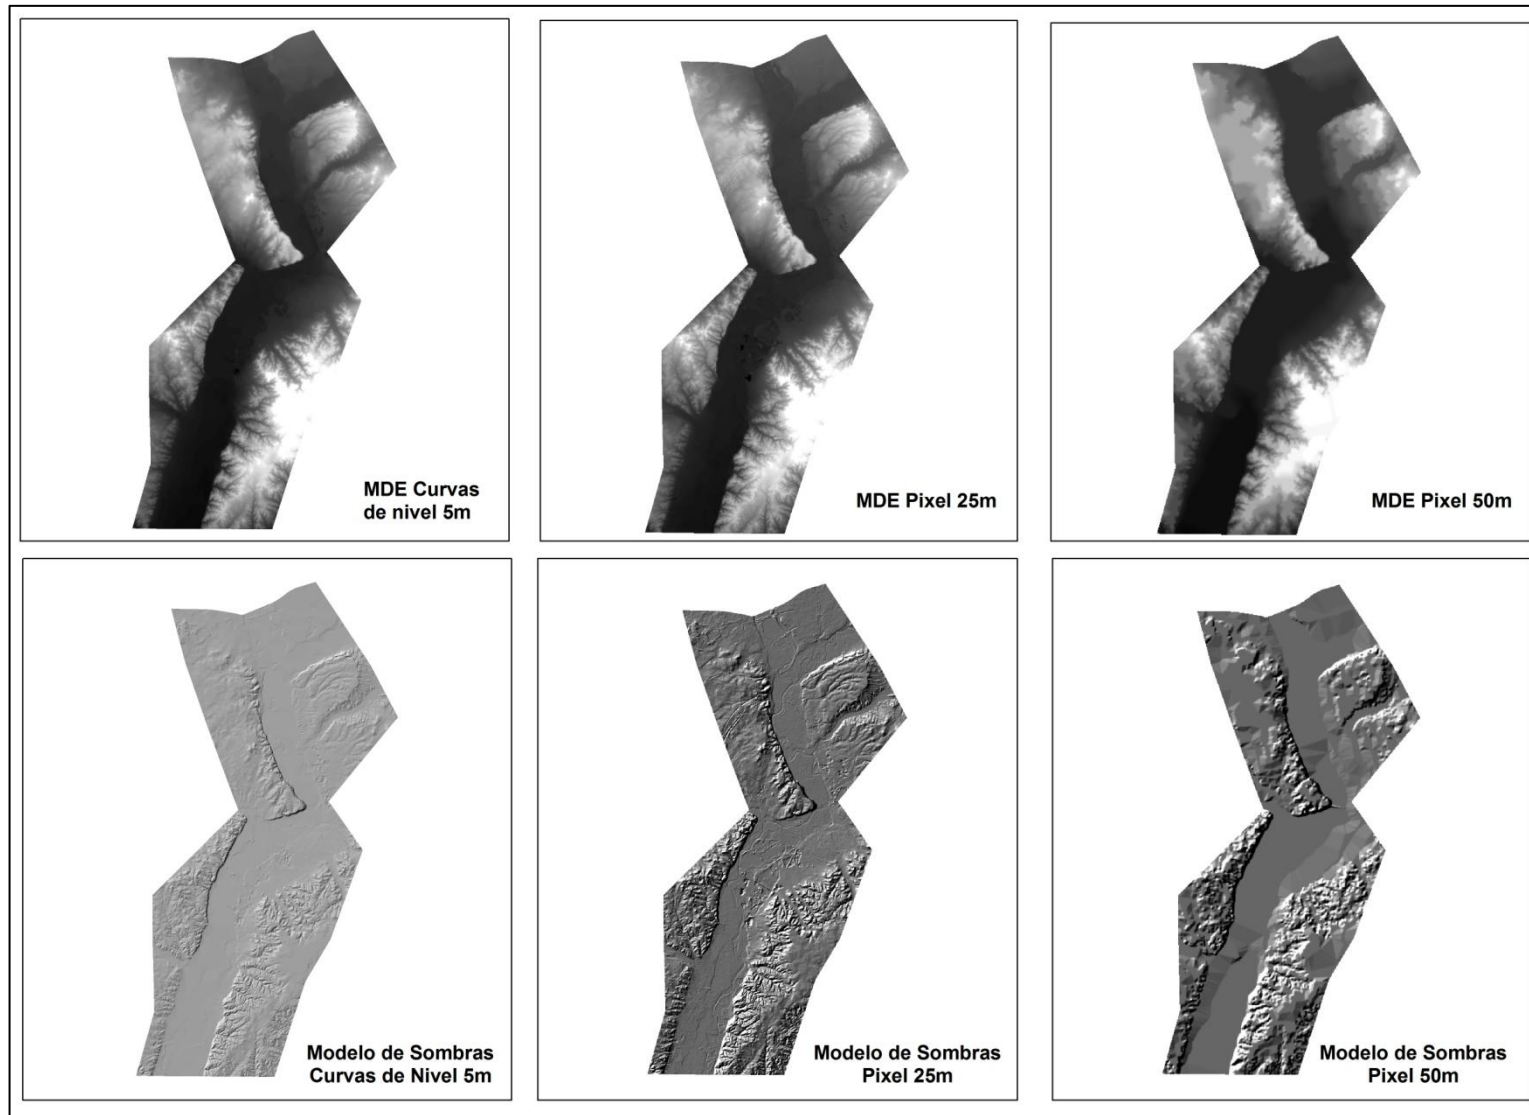 MDE Curvas
de nivel 5m
MDE Pixel 25m
MDE Pixel 50m
Modelo de Sombras
Curvas de Nivel 5m
Modelo de Sombras
Pixel 25m
Modelo de Sombras
Pixel 50m